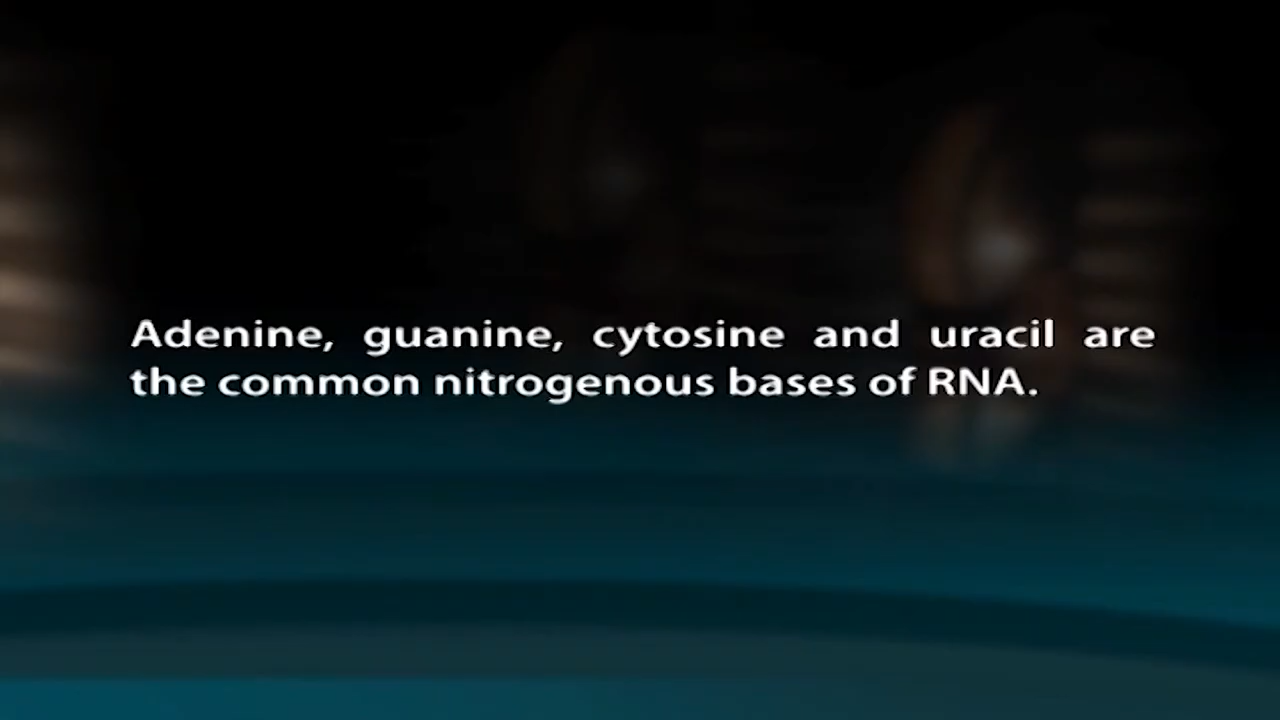 Adenine, guanine, cytosine and uracil are
the common nitrogenous bases of RNA.